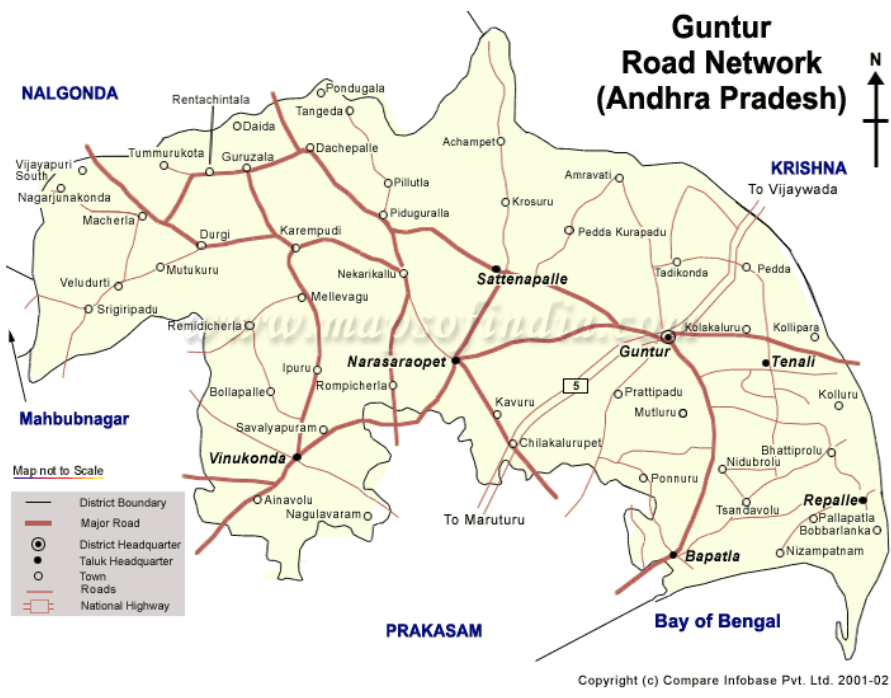 Guntur
Road Network
(Andhra Pradesh)
N
NALGONDA
Rentachintala
Pondugala
Tangeda
Daida
Tummurukota
Guruzala
Dachepalle
Achampet
KRISHNA
To Vijaywada
Vijayapuri
South
Nagarjunakonda
Macherla
Pillutla
Amravati
Krosuru
Piduguralla
Durgi
Karempudi
Pedda Kurapadu
Mutukuru
Nekarikallu
Sattenapalle
Tadikonda
Pedda
Veludurti
Mellevagu
Srigiripadu
Remidicherla
www.mapsofindia.com
Kolakaluru
Kollipara
Guntur
Narasaraopet
Tenali
Ipuru
Rompicherla
5
Bollapalle
Prattipadu
Kolluru
Kavuru
Mutluru
Mahbubnagar
Savalyapuram
Chilakalurupet
Vinukonda
Bhattiprolu
Nidubrolu
Map not to Scale
Ponnuru
Ainavolu
Nagulavaram
To Maruturu
Tsandavolu
Repalle
Pallapatla
Bobbarlanka
Bapatla
Nizampatnam
District Boundary
Major Road
District Headquarter
Taluk Headquarter
Town
Roads
National Highway
PRAKASAM
Bay of Bengal
Copyright (c) Compare Infobase Pvt. Ltd. 2001-02